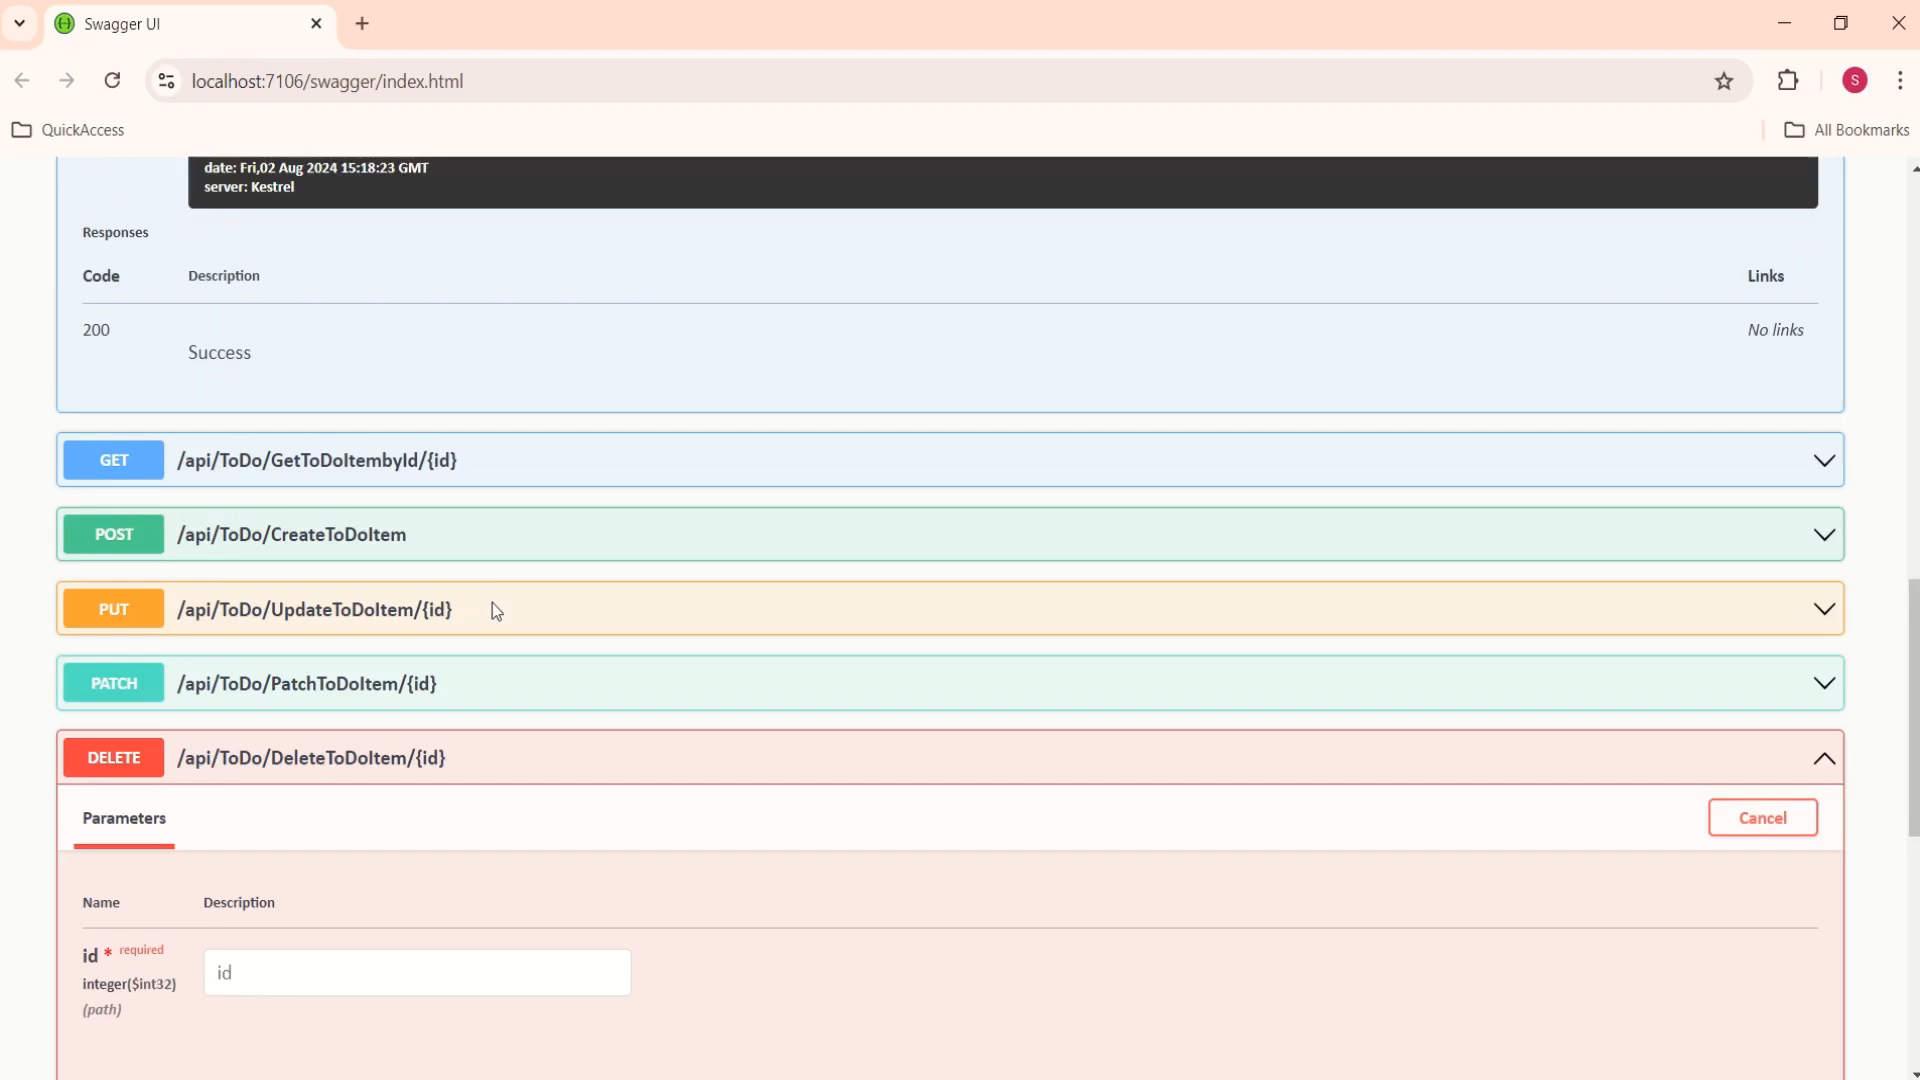 Swagger UI
localhost:7106/swagger/index.html
S
QuickAccess
All Bookmarks
date: Fri,02 Aug 2024 15:18:23 GMT
server: Kestrel
Responses
Code Description Links
200 No links
Success
GET /api/ToDo/GetToDoItembyId/{id}
POST /api/ToDo/CreateToDoItem
PUT /api/ToDo/UpdateToDoItem/{id}
PATCH /api/ToDo/PatchToDoItem/{id}
DELETE /api/ToDo/DeleteToDoItem/{id}
Parameters Cancel
Name Description
id * required
id
integer($int32)
(path)